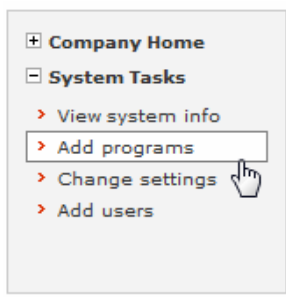 Company Home
System Tasks
View system info
Add programs
Change settings
Add users